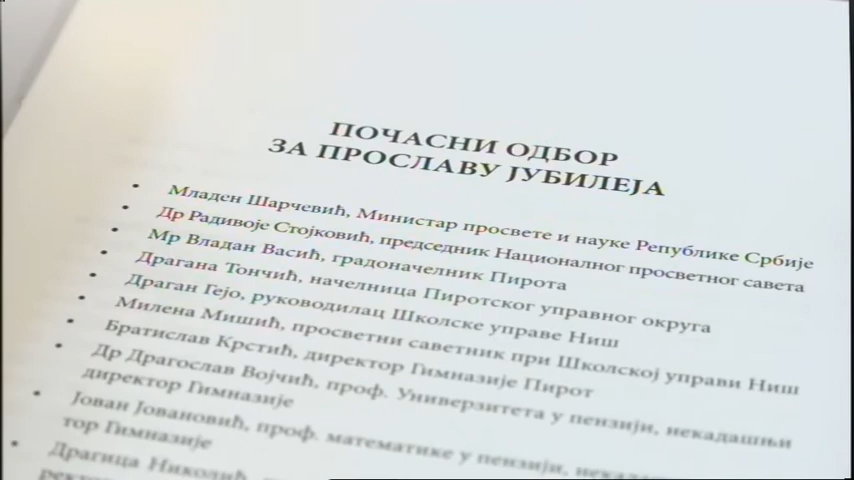 ПОЧАСНИ ОДБОР
ЗА ПРОСЛАВУ ЈУБИЛЕЈА
• Младен Шарчевић, Министар просвете и науке Републике Србије
• Др Радивоје Стојковић, председник Националног просветног савета
• Мр Владан Васић, градоначелник Пирота
• Драгана Тончић, начелница Пиротског управног округа
• Драган Гејо, руководилац Школске управе Ниш
• Милена Мишић, просветни саветник при Школској управи Ниш
• Братислав Крстић, директор Гимназије Пирот
• Др Драгослав Војчић, проф. Универзитета у пензији, некадашњи
директор Гимназије
• Јован Јовановић, проф. математике у пензији,
тор Гимназије
• Драгица Николић,